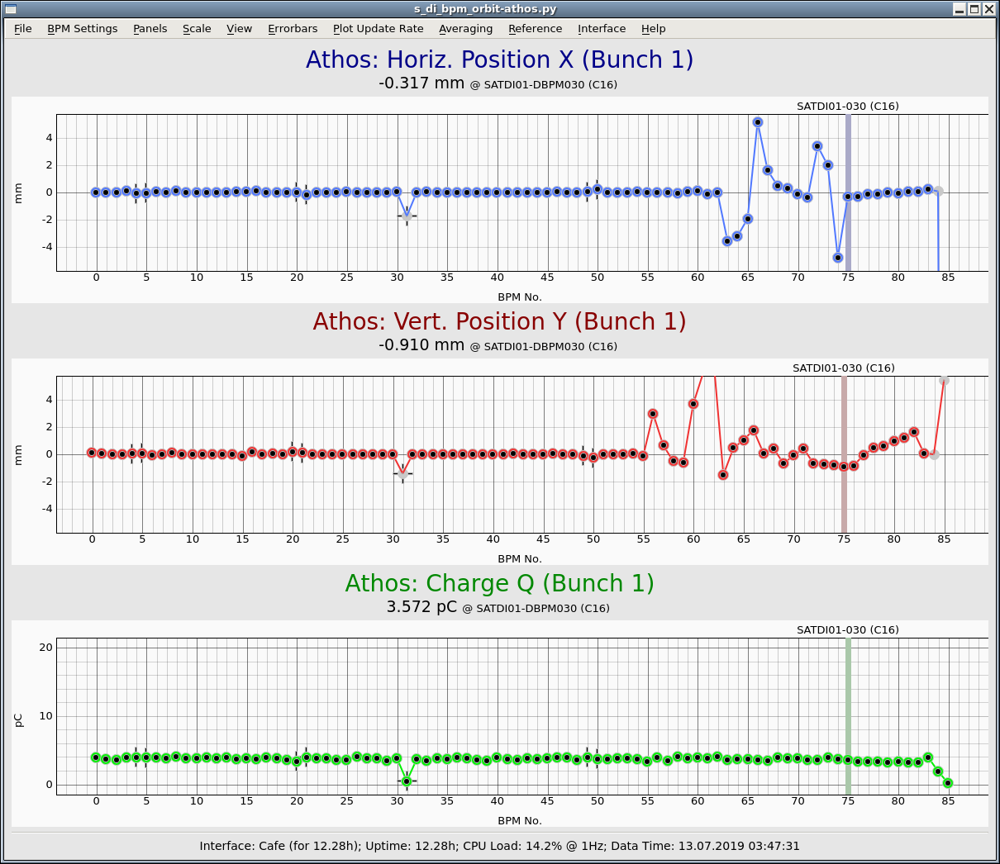 s_di_bpm_orbit-athos.py
File BPM Settings Panels Scale View Errorbars Plot Update Rate Averaging Reference Interface Help
Athos: Horiz. Position X (Bunch 1)
-0.317 mm @ SATDI01-DBPM030 (C16)
SATDI01-030 (C16)
4
2
0
-2
-4
mm
0 5 10 15 20 25 30 35 40 45 50 55 60 65 70 75 80 85
BPM No.
Athos: Vert. Position Y (Bunch 1)
-0.910 mm @ SATDI01-DBPM030 (C16)
SATDI01-030 (C16)
4
2
0
-2
-4
mm
0 5 10 15 20 25 30 35 40 45 50 55 60 65 70 75 80 85
BPM No.
Athos: Charge Q (Bunch 1)
3.572 pC @ SATDI01-DBPM030 (C16)
SATDI01-030 (C16)
20
10
0
pC
0 5 10 15 20 25 30 35 40 45 50 55 60 65 70 75 80 85
BPM No.
Interface: Cafe (for 12.28h); Uptime: 12.28h; CPU Load: 14.2% @ 1Hz; Data Time: 13.07.2019 03:47:31